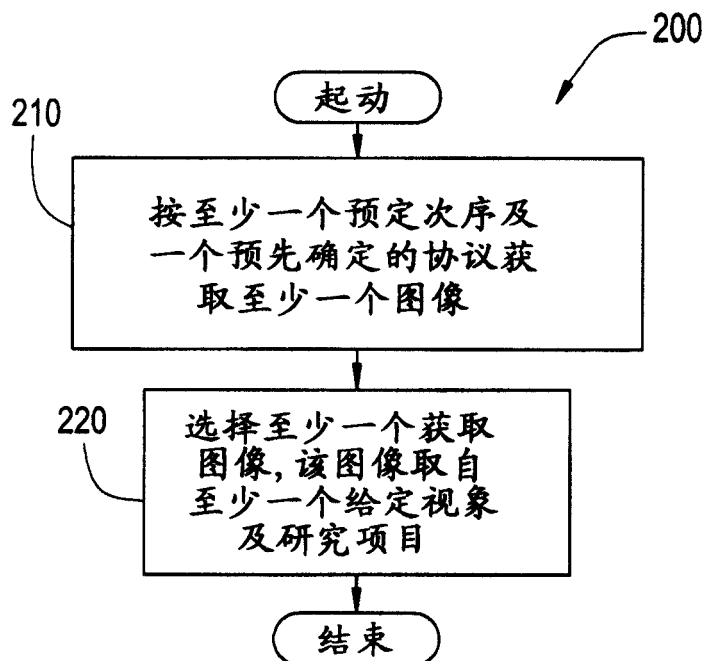 200
起动
210
按至少一个预定次序及
一个预先确定的协议获
取至少一个图像
220
选择至少一个获取
图像,该图像取自
至少一个给定视象
及研究项目
结束